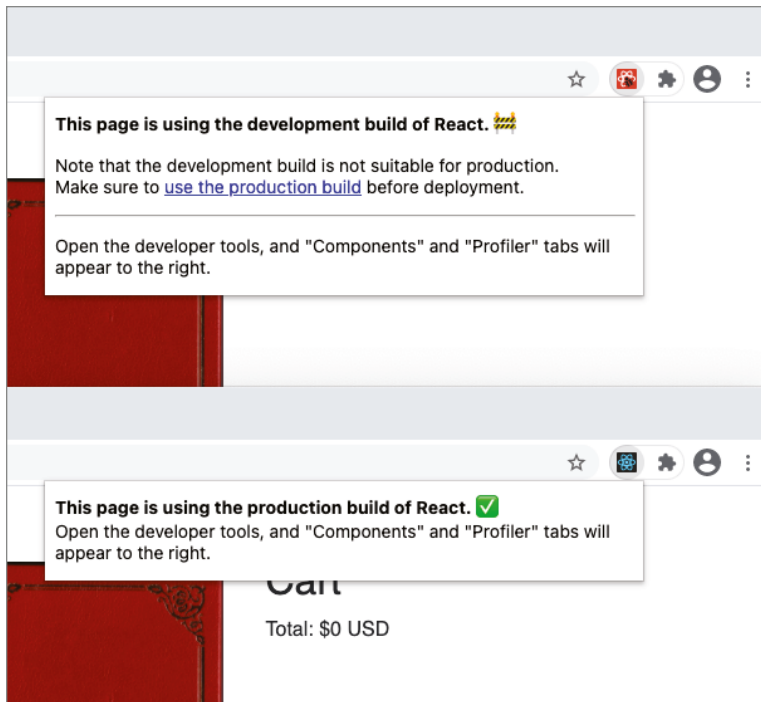 This page is using the development build of React. 🚧
Note that the development build is not suitable for production.
Make sure to use the production build before deployment.
Open the developer tools, and "Components" and "Profiler" tabs will
appear to the right.
This page is using the production build of React. ✅
Open the developer tools, and "Components" and "Profiler" tabs will
appear to the right.
Cart
Total: $0 USD